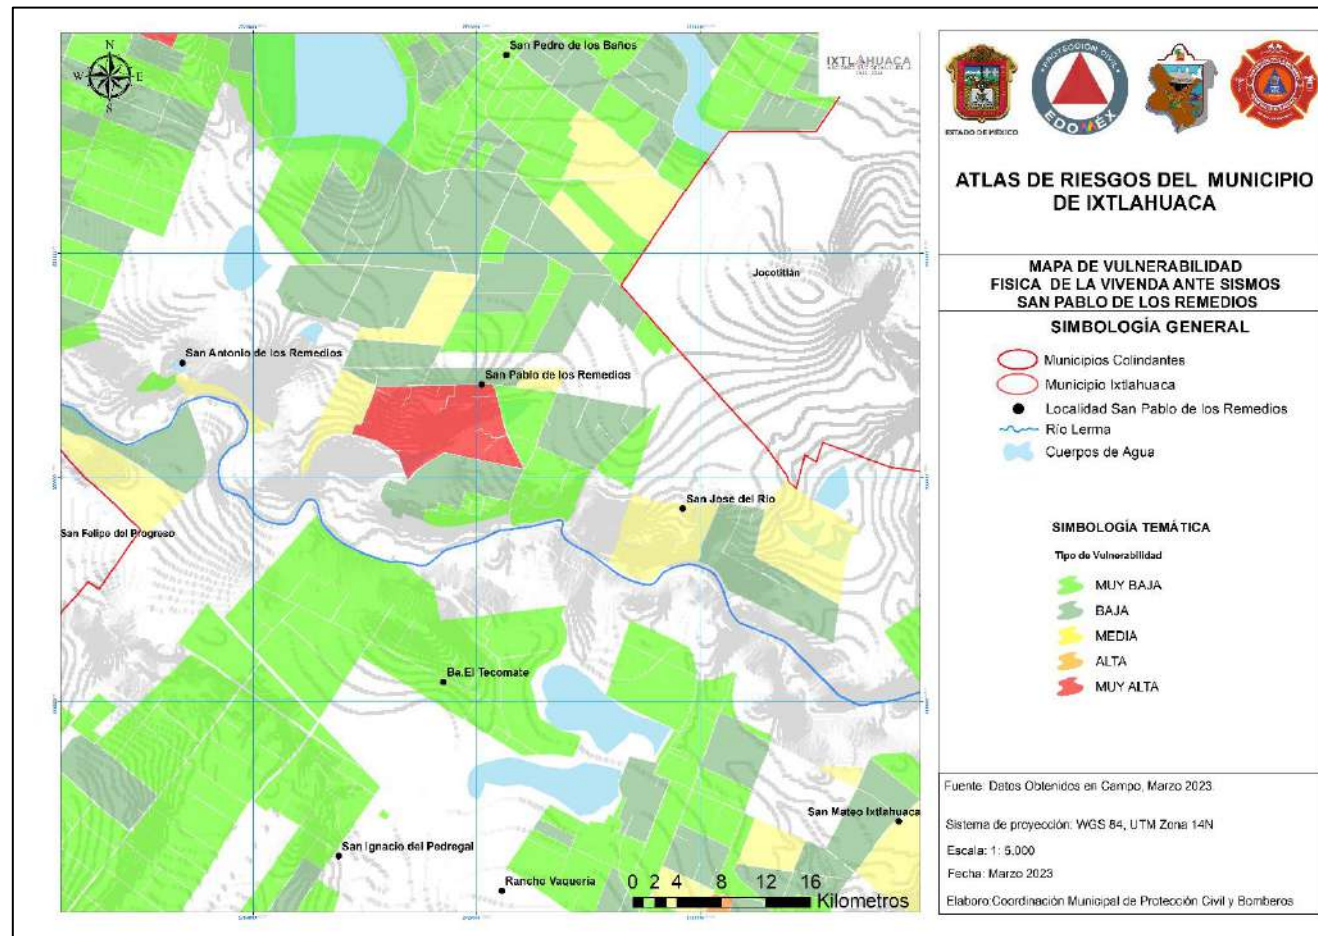 N
W
E
S
San Pedro de los Baños
IXTLAHUACA
Jocotitlán
San Antonio de los Remedios
San Pablo de los Remedios
San José del Río
San Felipe del Progreso
Ba.El Tecomate
San Mateo Ixtlahuaca
San Ignacio del Pedregal
Rancho Vaquería
0 2 4 8 12 16
Kilometros
ESTADO DE MÉXICO
PROTECCIÓN CIVIL
EDOMÉX
ATLAS DE RIESGOS DEL MUNICIPIO
DE IXTLAHUACA
MAPA DE VULNERABILIDAD
FISICA DE LA VIVENDA ANTE SISMOS
SAN PABLO DE LOS REMEDIOS
SIMBOLOGÍA GENERAL
Municipios Colindantes
Municipio Ixtlahuaca
Localidad San Pablo de los Remedios
Río Lerma
Cuerpos de Agua
SIMBOLOGÍA TEMÁTICA
Tipo de Vulnerabilidad
MUY BAJA
BAJA
MEDIA
ALTA
MUY ALTA
Fuente: Datos Obtenidos en Campo, Marzo 2023.
Sistema de proyección: WGS 84, UTM Zona 14N
Escala: 1: 5,000
Fecha: Marzo 2023
Elaboro:Coordinación Municipal de Protección Civil y Bomberos